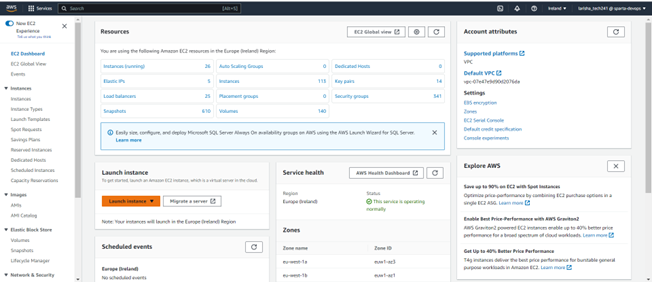 aws
Services
Search
[Alt+S]
Ireland
New EC2
Experience
EC2 Dashboard
EC2 Global View
Events
Instances
Instances
Instance Types
Launch Templates
Spot Requests
Savings Plans
Reserved Instances
Dedicated Hosts
Scheduled Instances
Capacity Reservations
Images
AMIs
AMI Catalog
Elastic Block Store
Volumes
Snapshots
Lifecycle Manager
Network & Security
Resources
EC2 Global view
You are using the following Amazon EC2 resources in the Europe (Ireland) Region:
Instances (running) 26
Auto Scaling Groups 0
Dedicated Hosts 0
Elastic IPs 5
Instances 113
Key pairs 14
Load balancers 25
Placement groups 0
Security groups 541
Snapshots 610
Volumes 140
Easily size, configure, and deploy Microsoft SQL Server Always On availability groups on AWS using the AWS Launch Wizard for SQL Server.
Learn more
Launch instance
To get started, launch an Amazon EC2 instance, which is a virtual server in the cloud.
Launch instance
Migrate a server
Note: Your instances will launch in the Europe (Ireland) Region
Scheduled events
Europe (Ireland)
No scheduled events
Service health
AWS Health Dashboard
Region
Status
Europe (Ireland)
This service is operating
normally
Zones
Zone name
Zone ID
eu-west-1a
euw1-az3
eu-west-1b
euw1-az1
Account attributes
Supported platforms
VPC
Default VPC
Settings
EBS encryption
Zones
EC2 Serial Console
Default credit specification
Console experiments
Explore AWS
Save up to 90% on EC2 with Spot Instances
Optimize price-performance by combining EC2 purchase options in a
single EC2 ASG. Learn more
Enable Best Price-Performance with AWS Graviton2
AWS Graviton2 powered EC2 instances enable up to 40% better price
performance for a broad spectrum of cloud workloads. Learn more
Get Up to 40% Better Price Performance
T4g instances deliver the best price performance for burstable general
purpose workloads in Amazon EC2. Learn more